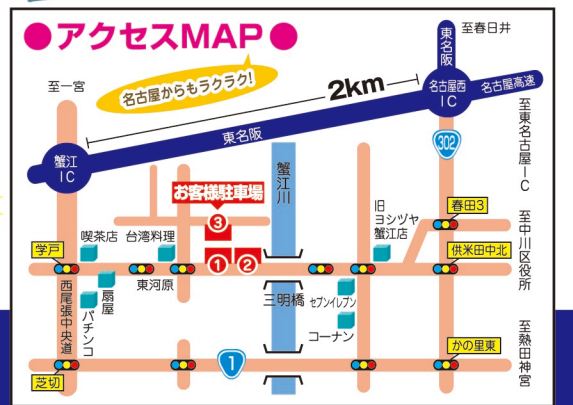 ●アクセスMAP●
名古屋からもラクラク!
至一宮
至春日井
東名阪
名古屋西
IC
名古屋高速
2km
東名阪
蟹江
IC
302
至東名古屋IC
お客様駐車場
③
蟹江川
旧
ヨシヅヤ
蟹江店
春田3
学戸
喫茶店
台湾料理
①
②
供米田中北
至中川区役所
西尾張中央道
扇屋
パチンコ
東河原
三明橋
セブンイレブン
コーナン
至熱田神宮
1
かの里東
芝切